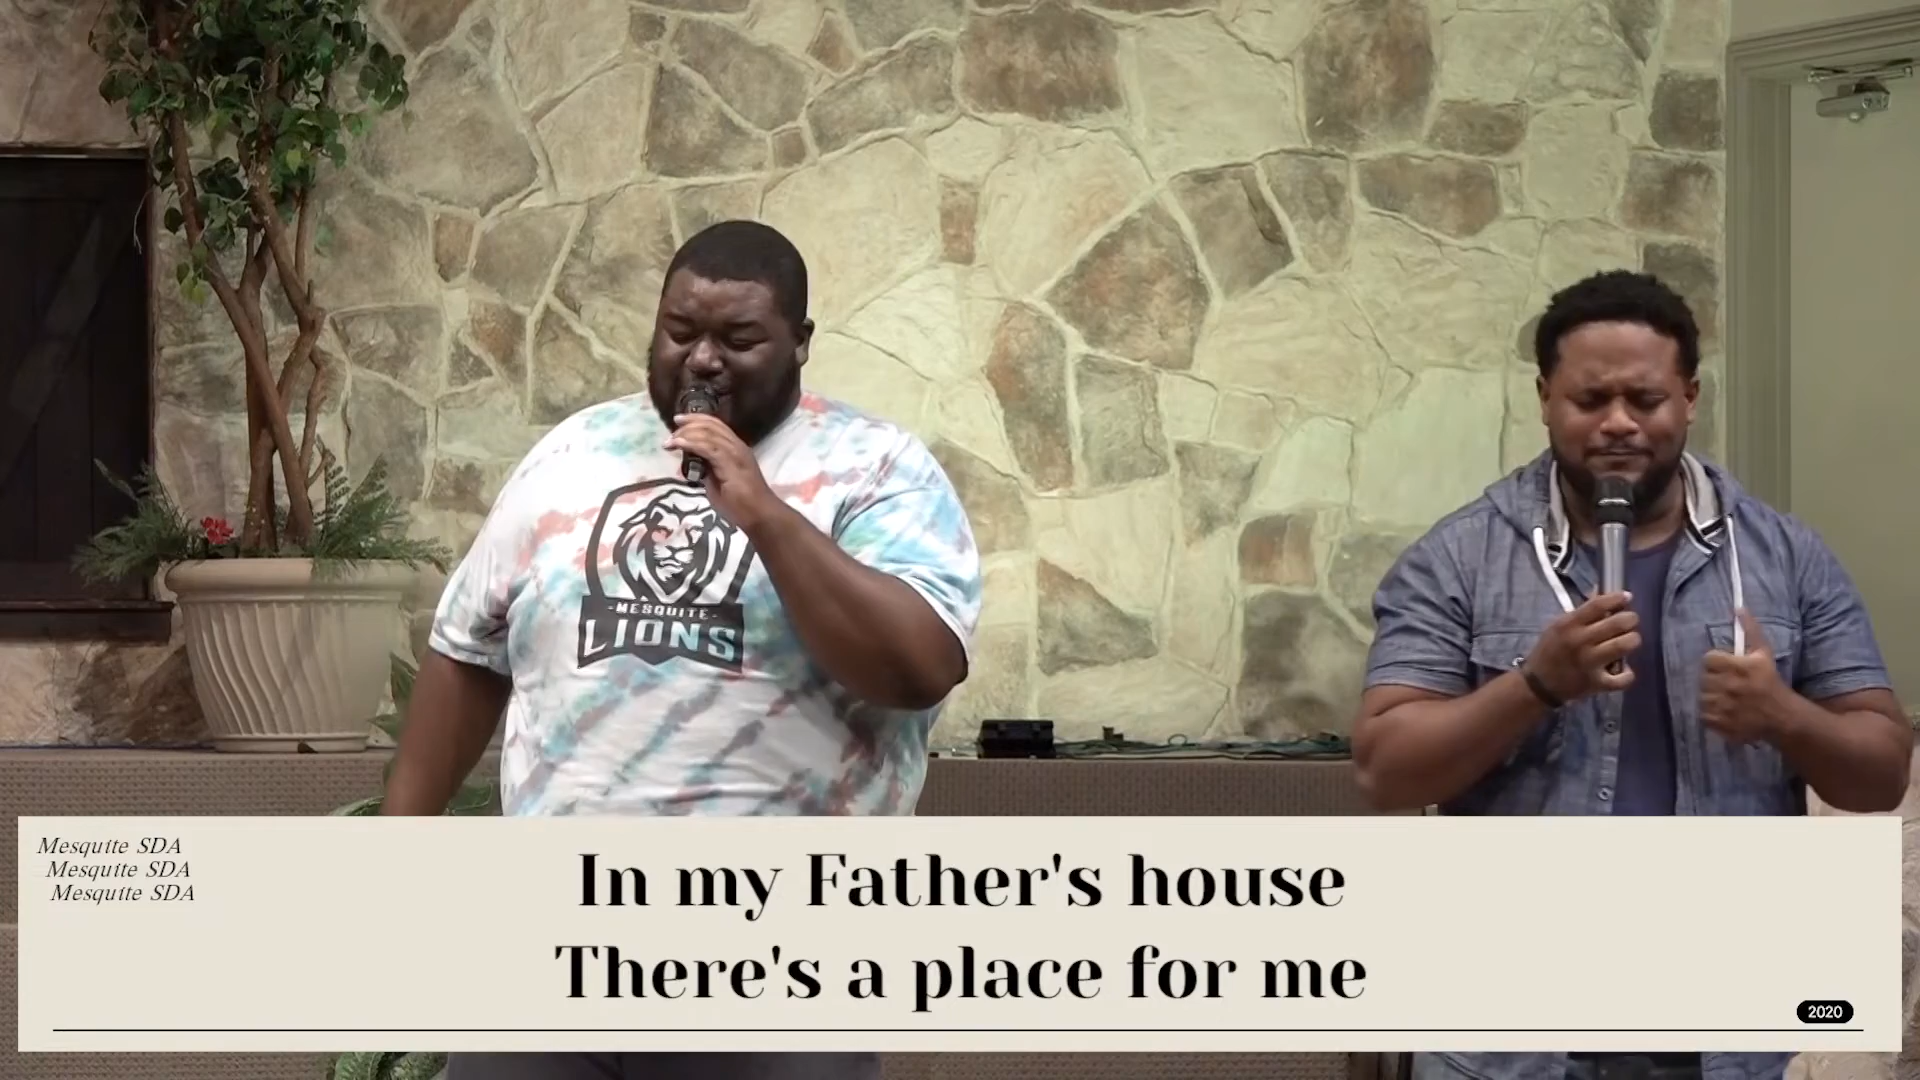 -MESQUITE-
LIONS
Mesquite SDA
Mesquite SDA
Mesquite SDA
In my Father's house
There's a place for me
2020